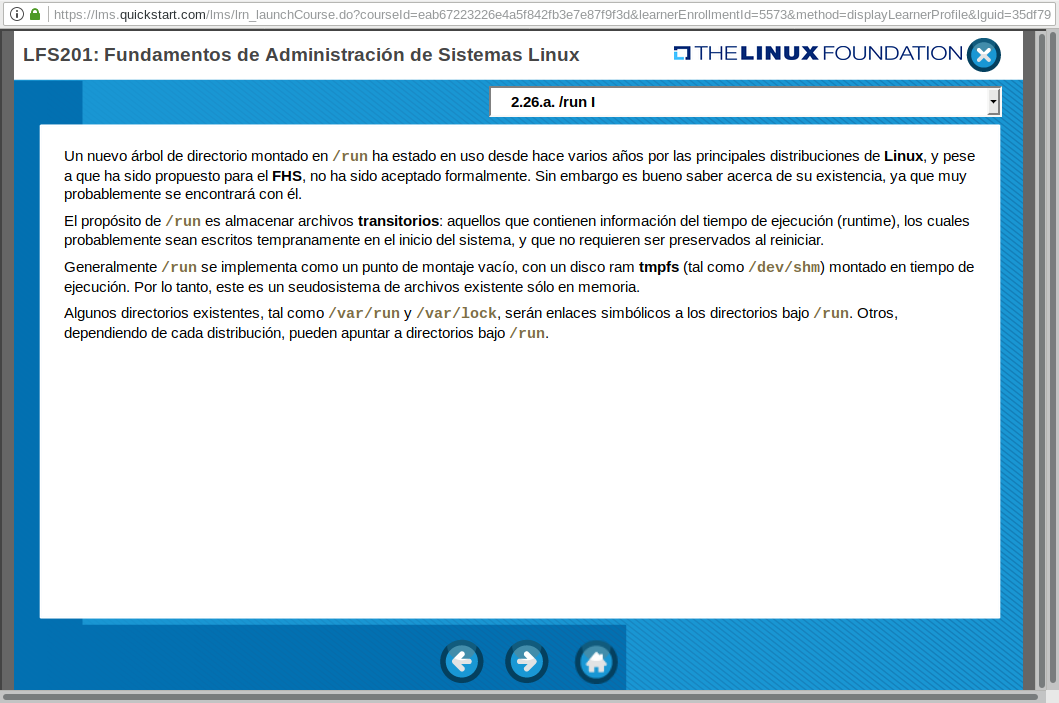 https://lms.quickstart.com/lms/lrn_launchCourse.do?courseId=eab67223226e4a5f842fb3e7e87f9f3d&learnerEnrollmentId=5573&method=displayLearnerProfile&lguid=35df79
LFS201: Fundamentos de Administración de Sistemas Linux
THE LINUX FOUNDATION
2.26.a. /run I
Un nuevo árbol de directorio montado en /run ha estado en uso desde hace varios años por las principales distribuciones de Linux, y pese
a que ha sido propuesto para el FHS, no ha sido aceptado formalmente. Sin embargo es bueno saber acerca de su existencia, ya que muy
probablemente se encontrará con él.
El propósito de /run es almacenar archivos transitorios: aquellos que contienen información del tiempo de ejecución (runtime), los cuales
probablemente sean escritos tempranamente en el inicio del sistema, y que no requieren ser preservados al reiniciar.
Generalmente /run se implementa como un punto de montaje vacío, con un disco ram tmpfs (tal como /dev/shm) montado en tiempo de
ejecución. Por lo tanto, este es un seudosistema de archivos existente sólo en memoria.
Algunos directorios existentes, tal como /var/run y /var/lock, serán enlaces simbólicos a los directorios bajo /run. Otros,
dependiendo de cada distribución, pueden apuntar a directorios bajo /run.